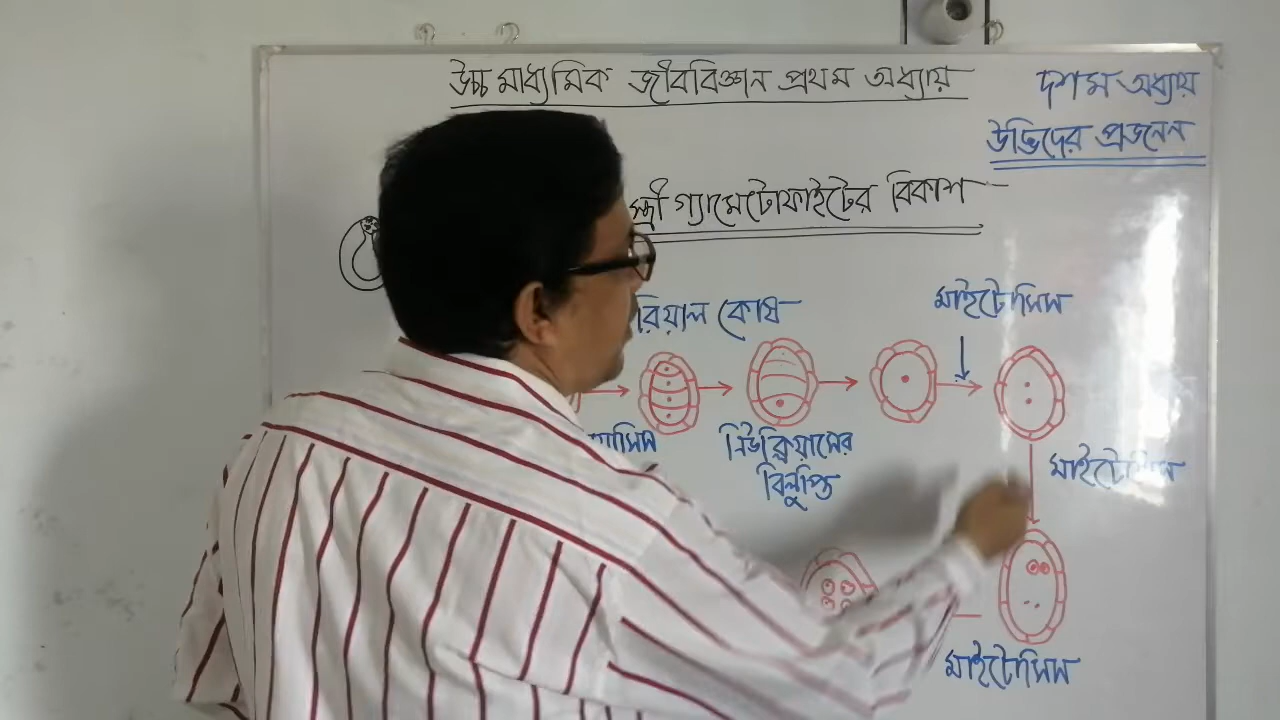 উচ্চ মাধ্যমিক জীববিজ্ঞান প্রথম অধ্যায়
দশম অধ্যায়
উদ্ভিদের প্রজনন
স্ত্রী গ্যামেটোফাইটের বিকাশ
রিয়াল কোষ
মাইটোসিস
নিউক্লিয়াসের
বিলুপ্তি
মাইটোসিস
মাইটোসিস